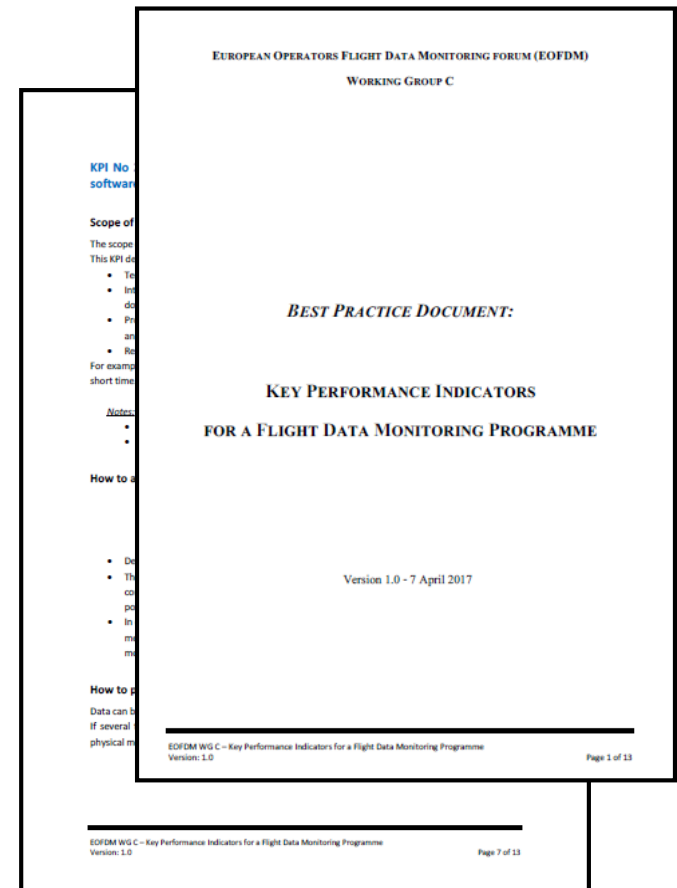 EUROPEAN OPERATORS FLIGHT DATA MONITORING FORUM (EOFDM)
WORKING GROUP C
BEST PRACTICE DOCUMENT:
KEY PERFORMANCE INDICATORS
FOR A FLIGHT DATA MONITORING PROGRAMME
Version 1.0 - 7 April 2017
EOFDM WG C – Key Performance Indicators for a Flight Data Monitoring Programme
Version: 1.0
Page 1 of 13
KPI No
softwar
Scope of
The scope
This KPI de
• Te
• Int
do
• Pr
an
• Re
For examp
short time
Notes:
•
•
How to a
• De
• Th
co
po
• In
me
mo
How to p
Data can b
If several
physical m
EOFDM WG C – Key Performance Indicators for a Flight Data Monitoring Programme
Version: 1.0
Page 7 of 13